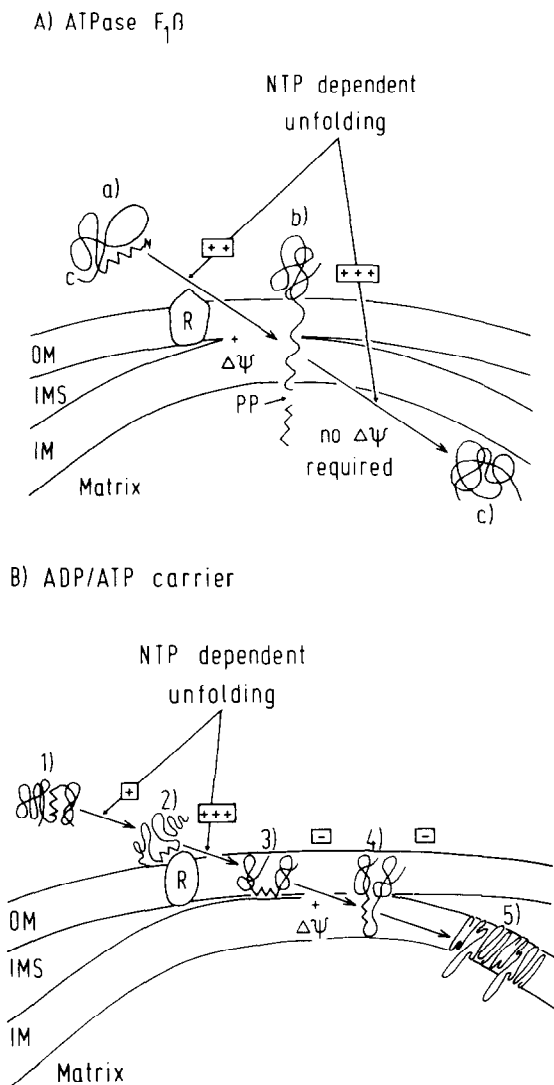 A) ATPase F₁β
NTP dependent
unfolding
a)
N
C
++
b)
+++
R
OM
+
ΔΨ
IMS
PP
IM
no ΔΨ
required
Matrix
c)
B) ADP/ATP carrier
NTP dependent
unfolding
1)
+
2)
+++
3)
-
4)
-
R
OM
+
ΔΨ
5)
IMS
IM
Matrix